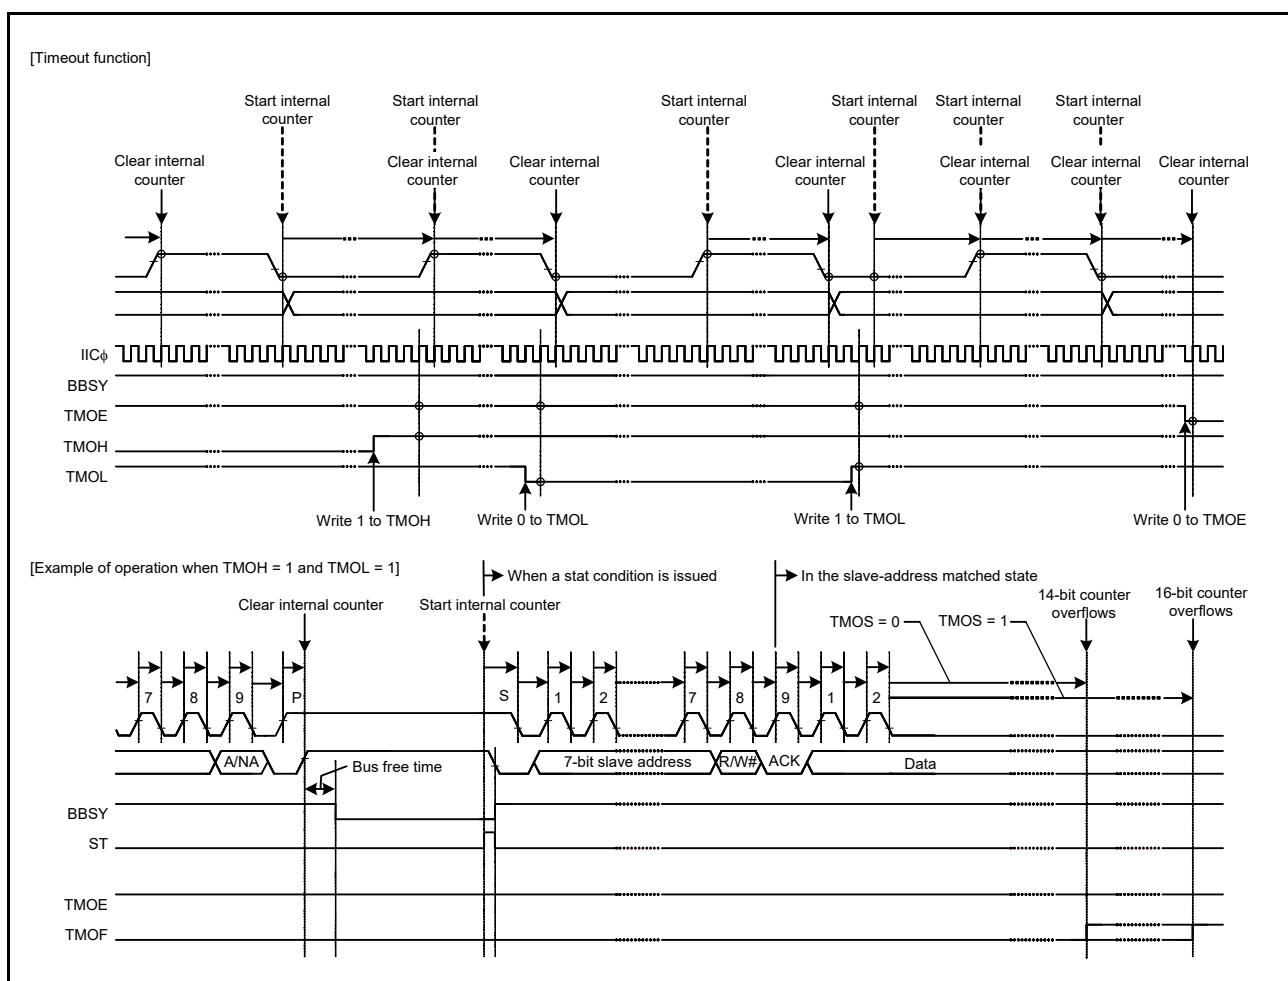 [Timeout function]
Start internal
counter
Start internal
counter
Start internal
counter
Start internal
counter
Start internal
counter
Start internal
counter
Clear internal
counter
Clear internal
counter
Clear internal
counter
Clear internal
counter
Clear internal
counter
Clear internal
counter
Clear internal
counter
IICϕ
BBSY
TMOE
TMOH
TMOL
Write 1 to TMOH
Write 0 to TMOL
Write 1 to TMOL
Write 0 to TMOE
[Example of operation when TMOH = 1 and TMOL = 1]
When a stat condition is issued
In the slave-address matched state
Clear internal counter
Start internal counter
14-bit counter
overflows
16-bit counter
overflows
TMOS = 0
TMOS = 1
7 8 9 P S 1 2 7 8 9 1 2
A/NA
7-bit slave address
R/W#
ACK
Data
Bus free time
BBSY
ST
TMOE
TMOF